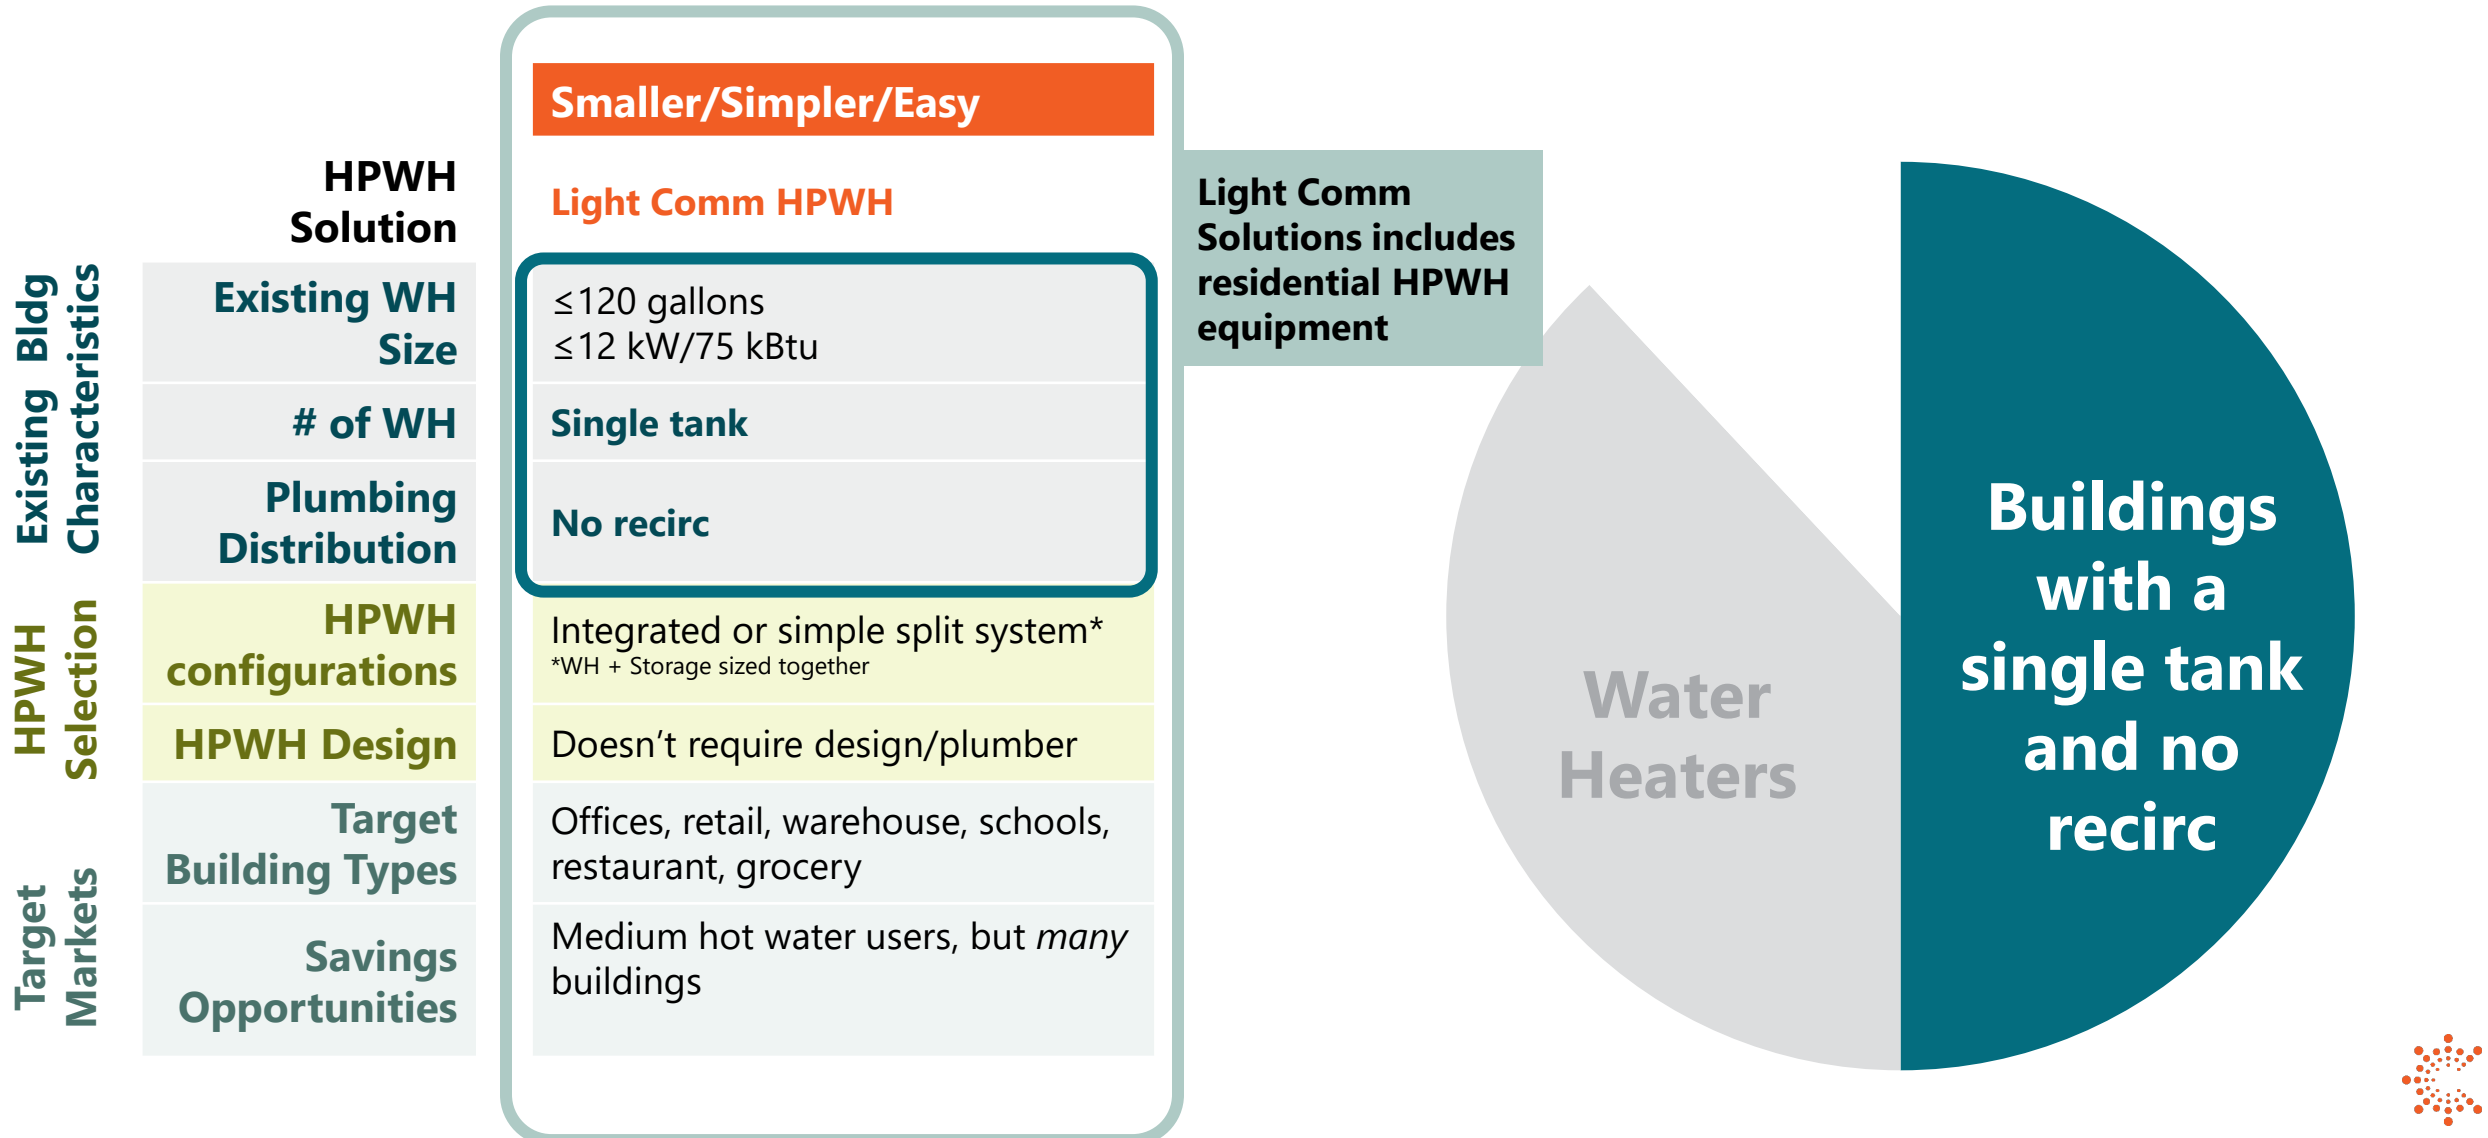 Smaller/Simpler/Easy
HPWH
Solution
Light Comm HPWH
Light Comm
Solutions includes
residential HPWH
equipment
Existing Bldg
Characteristics
Existing WH
Size
≤120 gallons
≤12 kW/75 kBtu
# of WH
Single tank
Plumbing
Distribution
No recirc
HPWH
Selection
HPWH
configurations
Integrated or simple split system*
*WH + Storage sized together
HPWH Design
Doesn’t require design/plumber
Target
Markets
Target
Building Types
Offices, retail, warehouse, schools,
restaurant, grocery
Savings
Opportunities
Medium hot water users, but many
buildings
Water
Heaters
Buildings
with a
single tank
and no
recirc